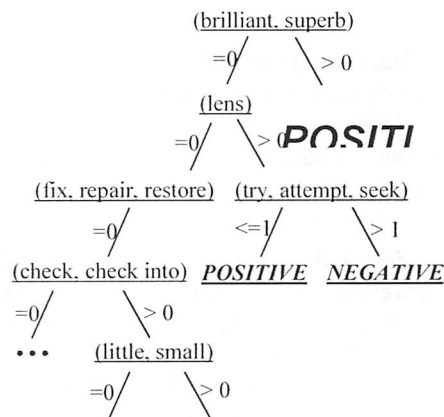 (brilliant, superb)
=0 > 0
(lens)
=0 > 0 POSITI
(fix, repair, restore) (try, attempt, seek)
=0 <=1 > 1
(check, check into) POSITIVE NEGATIVE
=0 > 0
••• (little, small)
=0 > 0